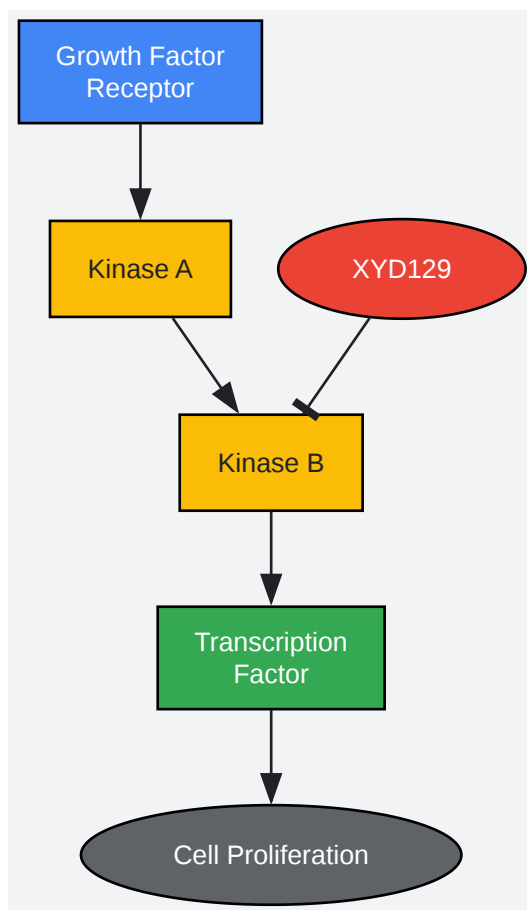 Growth Factor
Receptor
Kinase A
XYD129
Kinase B
Transcription
Factor
Cell Proliferation